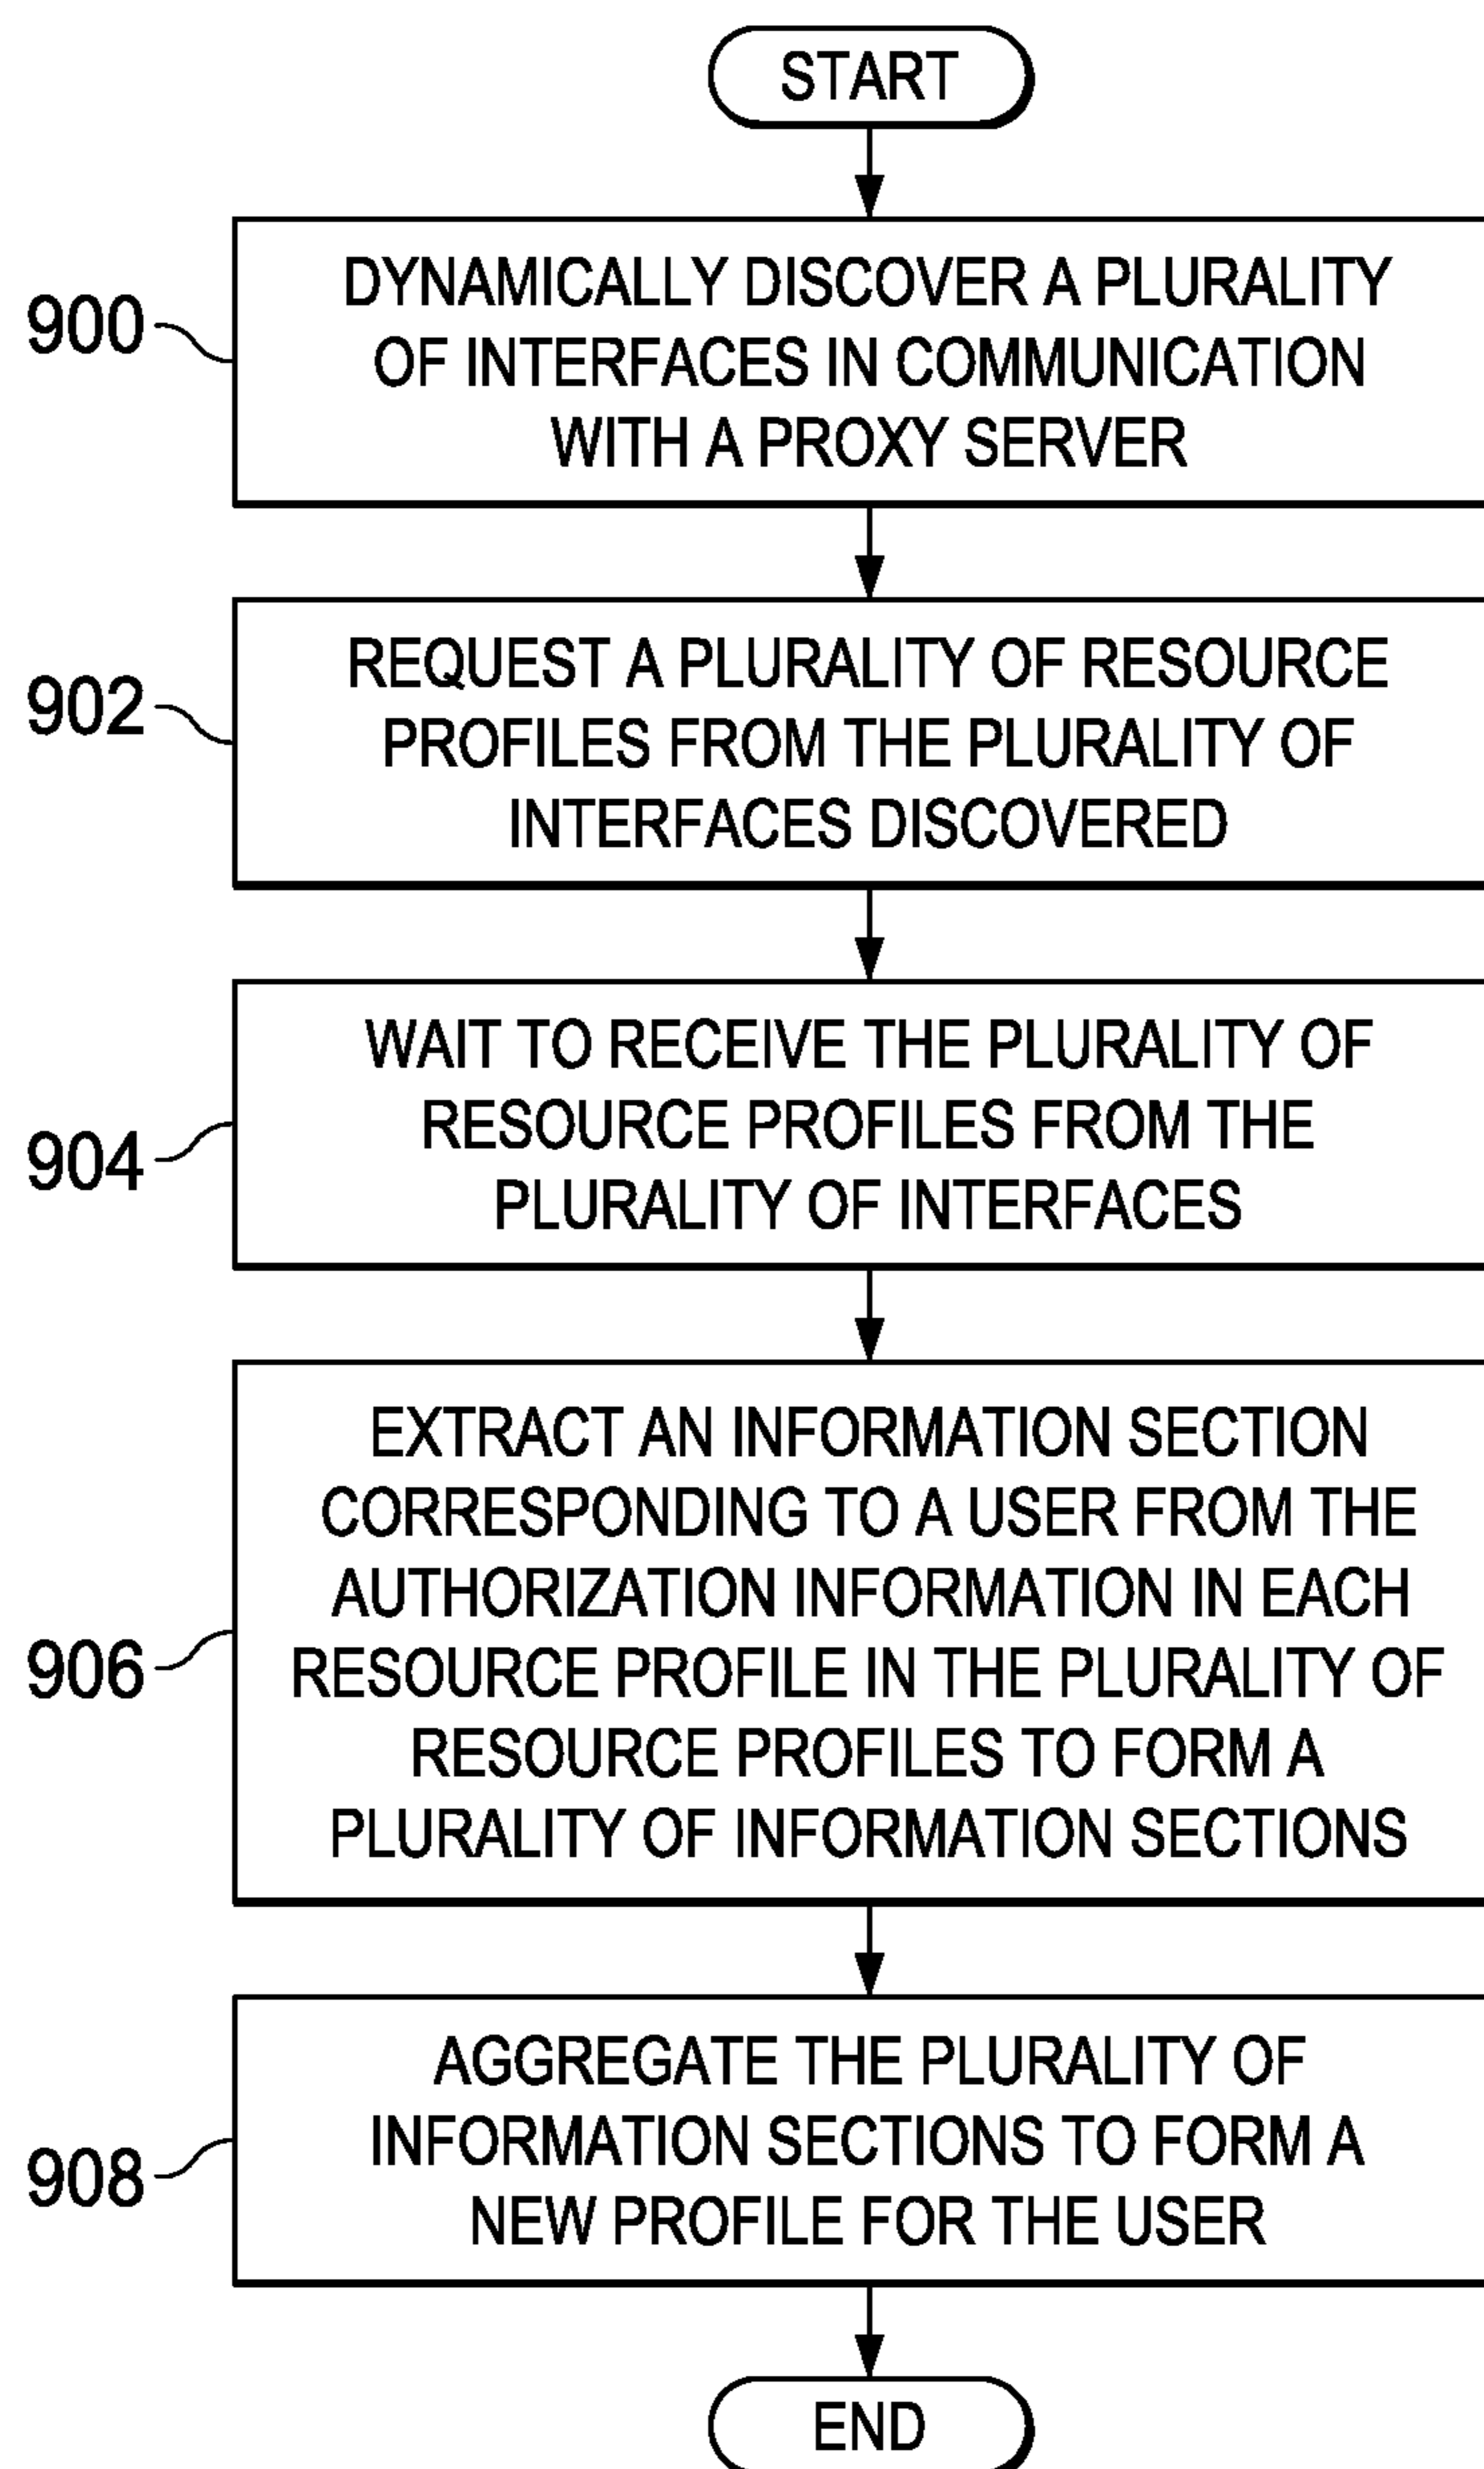 START
900
DYNAMICALLY DISCOVER A PLURALITY
OF INTERFACES IN COMMUNICATION
WITH A PROXY SERVER
902
REQUEST A PLURALITY OF RESOURCE
PROFILES FROM THE PLURALITY OF
INTERFACES DISCOVERED
904
WAIT TO RECEIVE THE PLURALITY OF
RESOURCE PROFILES FROM THE
PLURALITY OF INTERFACES
906
EXTRACT AN INFORMATION SECTION
CORRESPONDING TO A USER FROM THE
AUTHORIZATION INFORMATION IN EACH
RESOURCE PROFILE IN THE PLURALITY OF
RESOURCE PROFILES TO FORM A
PLURALITY OF INFORMATION SECTIONS
908
AGGREGATE THE PLURALITY OF
INFORMATION SECTIONS TO FORM A
NEW PROFILE FOR THE USER
END